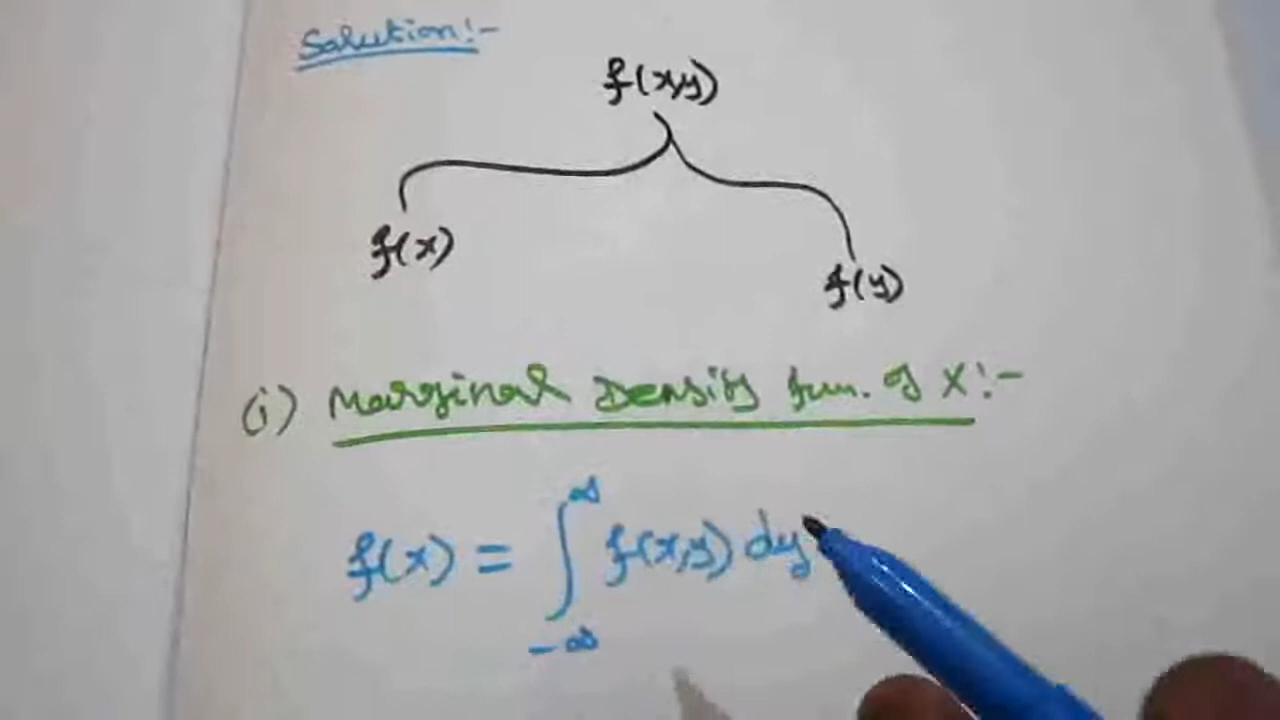 Solution:-
f(x,y)
f(x)
f(y)
(i) Marginal Density fun. of X:-
∞
f(x) = ∫ f(x,y) dy
-∞